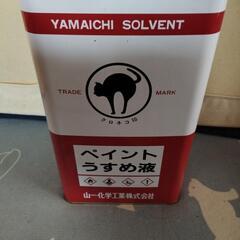 YAMAICHI SOLVENT
TRADE MARK
クロネコ印
ペイント
うすめ液
山一化学工業株式会社